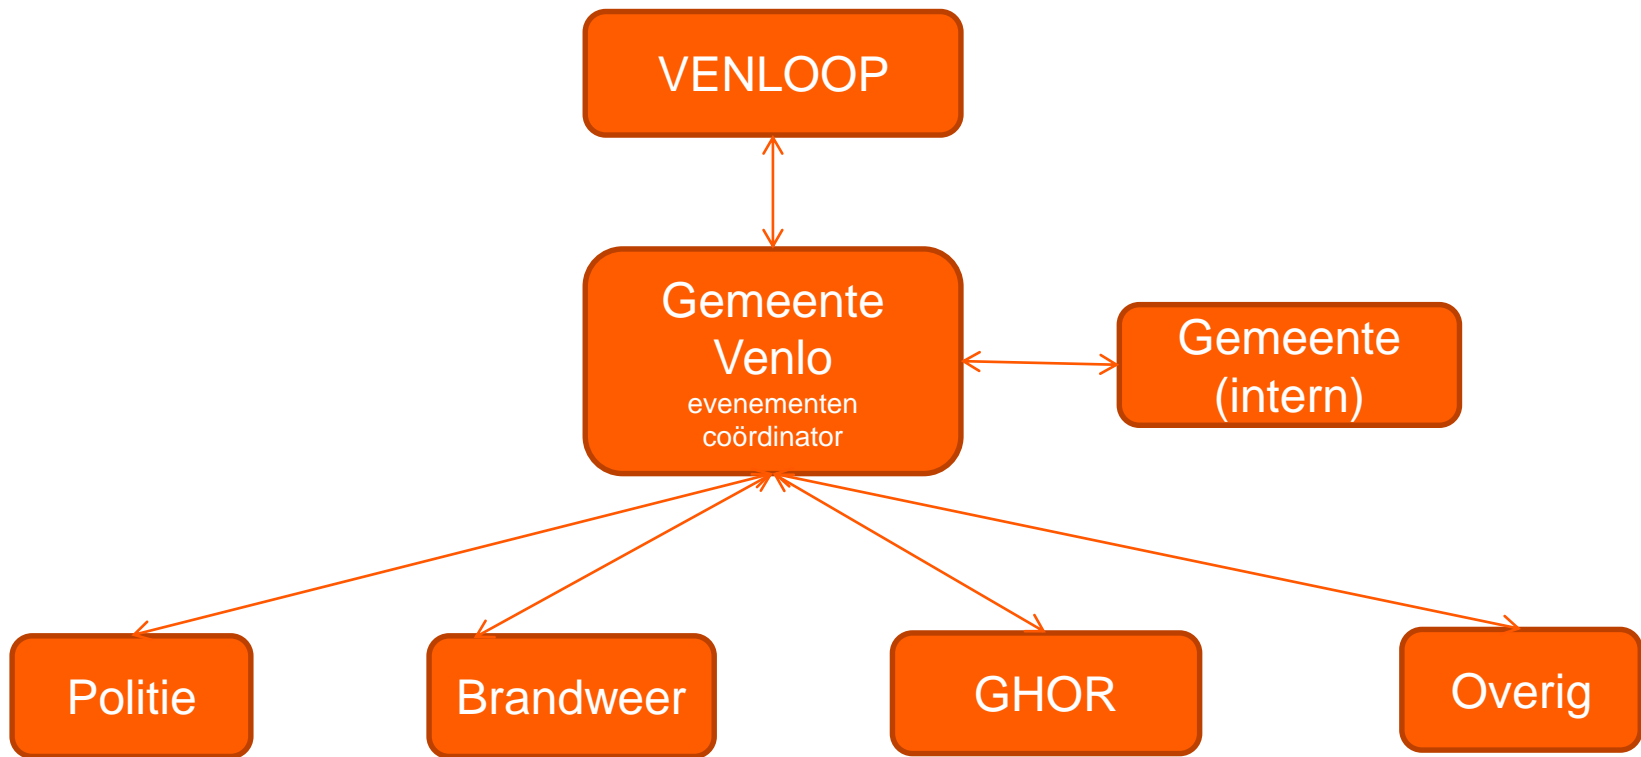 VENLOOP
Gemeente
Venlo
evenementen
coördinator
Gemeente
(intern)
Politie
Brandweer
GHOR
Overig